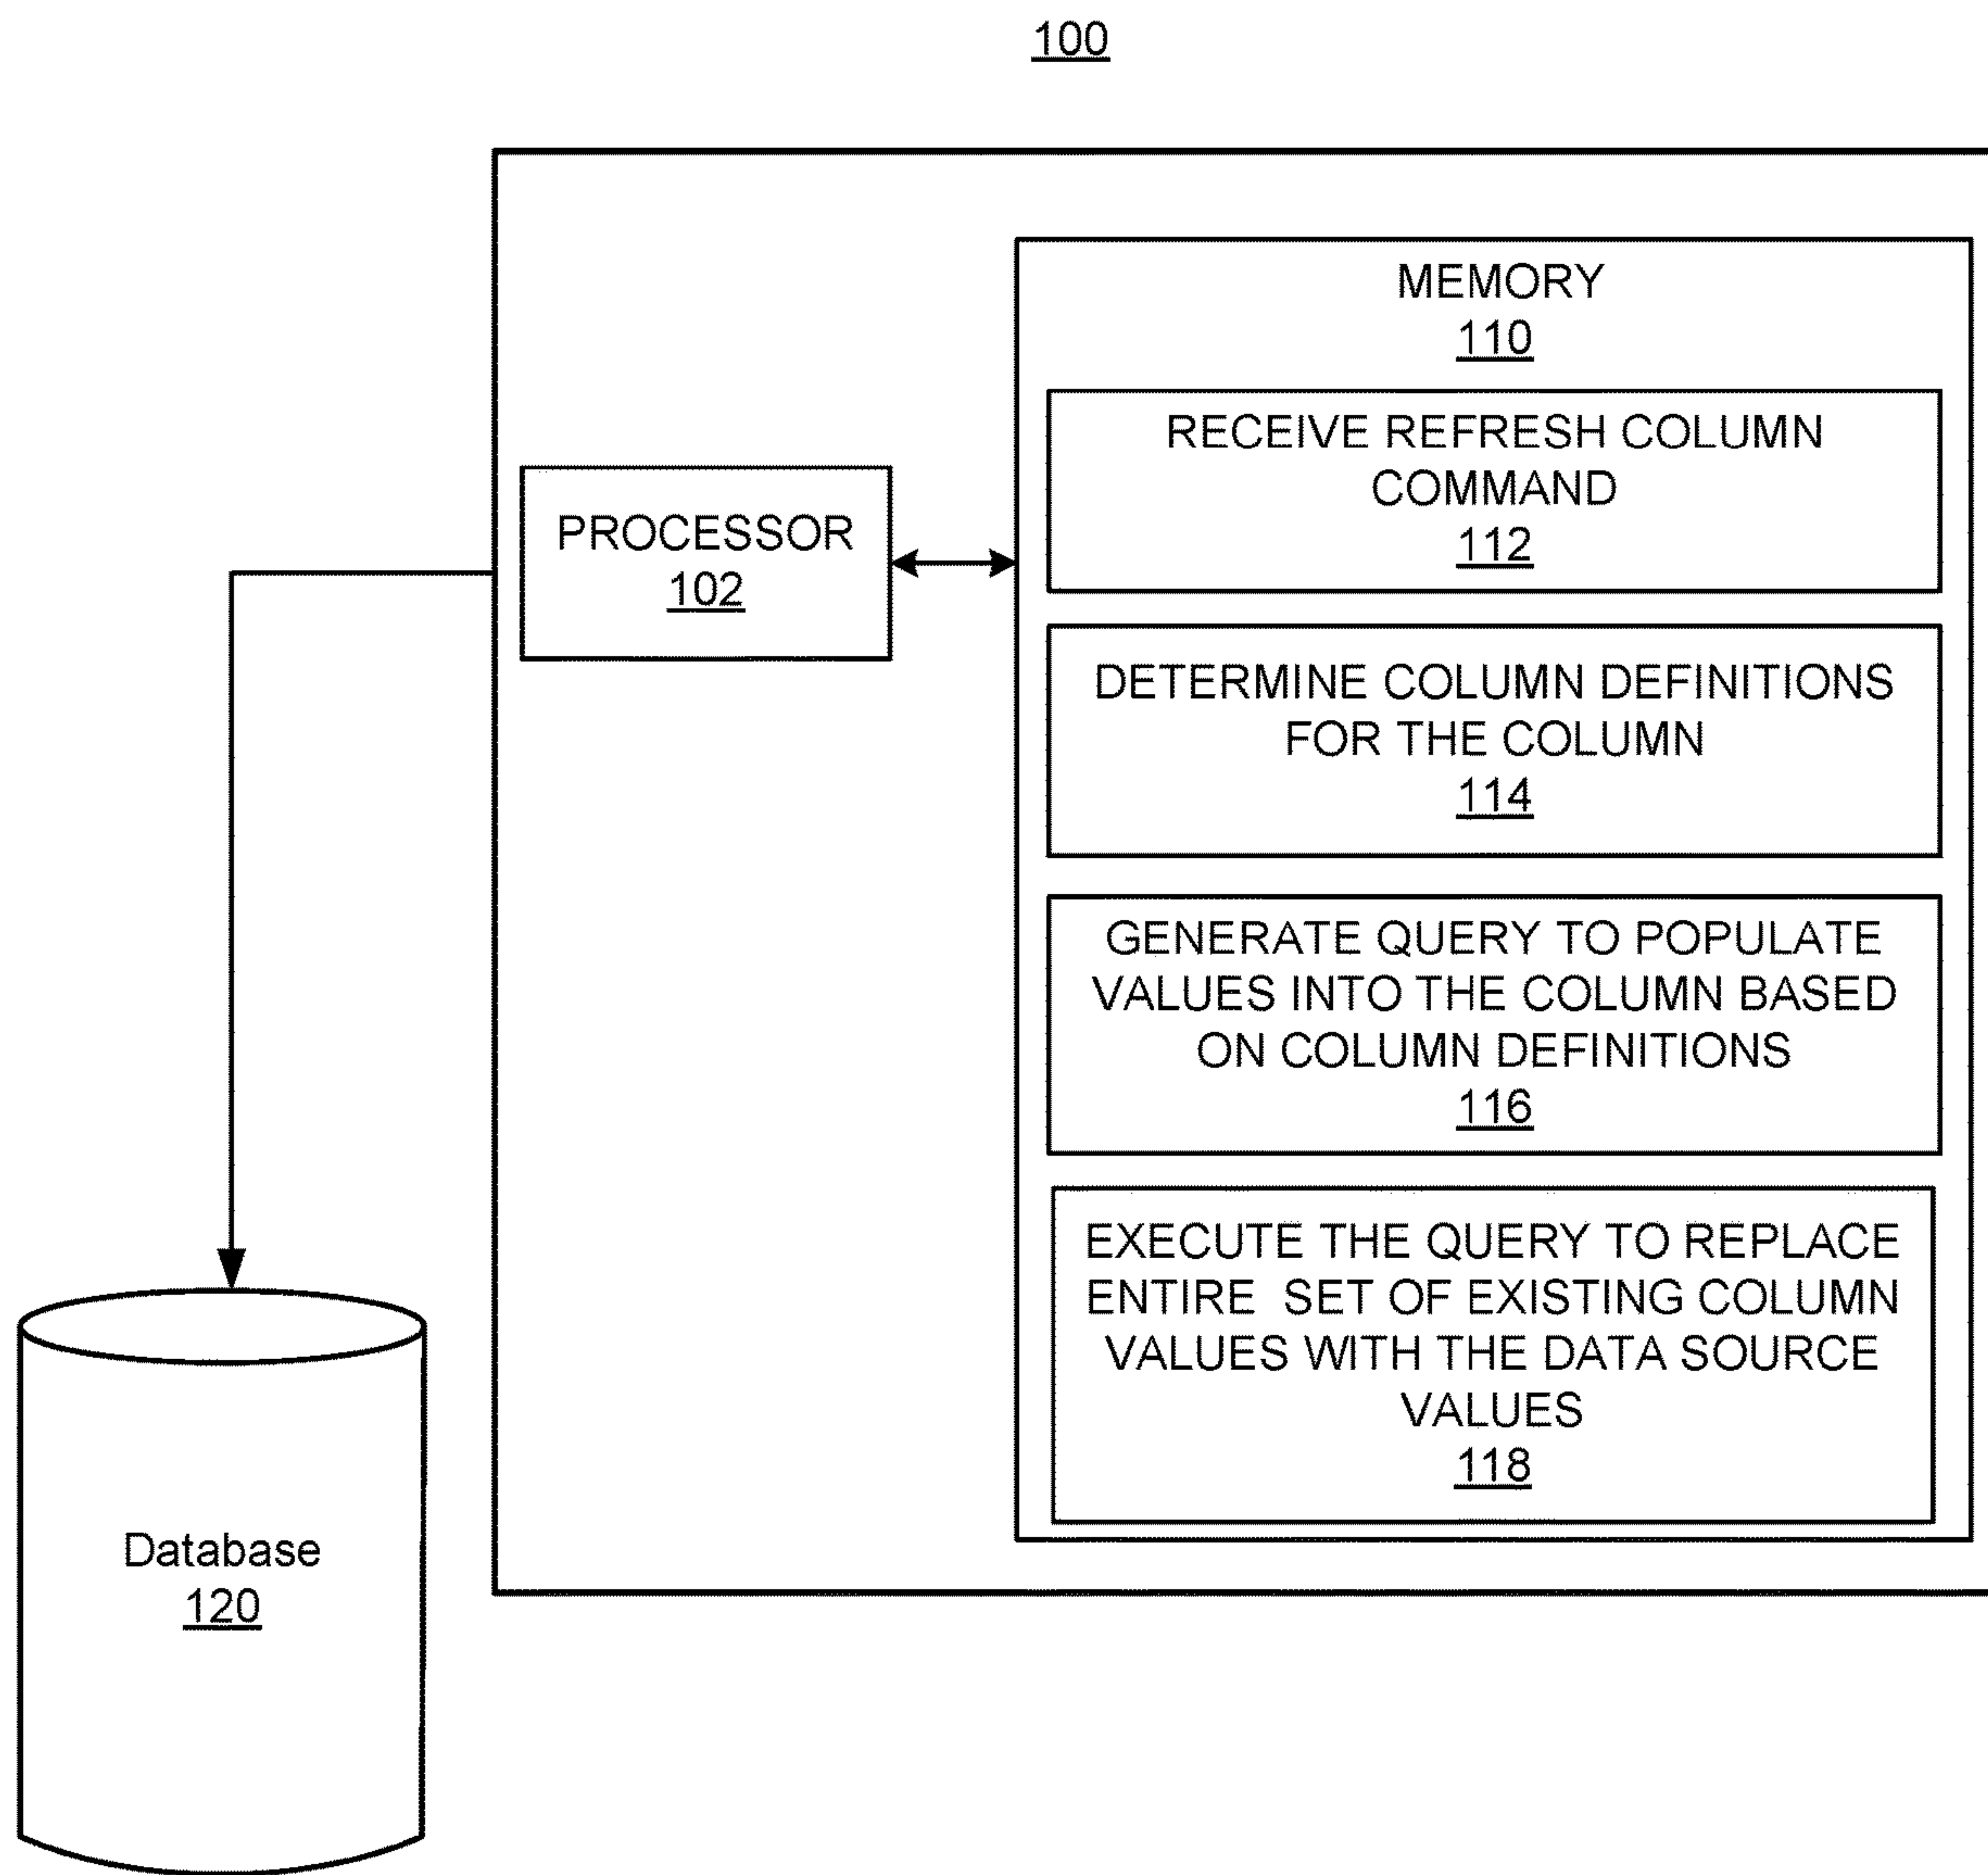 100
MEMORY
110
RECEIVE REFRESH COLUMN
COMMAND
112
PROCESSOR
102
DETERMINE COLUMN DEFINITIONS
FOR THE COLUMN
114
GENERATE QUERY TO POPULATE
VALUES INTO THE COLUMN BASED
ON COLUMN DEFINITIONS
116
EXECUTE THE QUERY TO REPLACE
ENTIRE SET OF EXISTING COLUMN
VALUES WITH THE DATA SOURCE
VALUES
118
Database
120